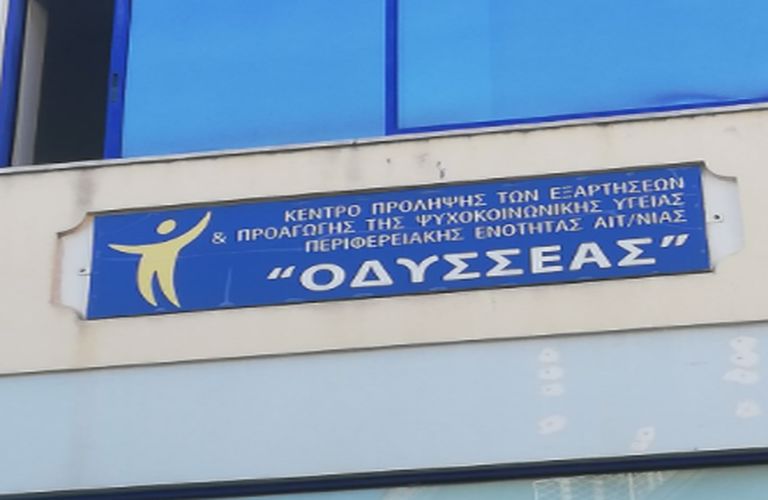 ΚΕΝΤΡΟ ΠΡΟΛΗΨΗΣ ΤΩΝ ΕΞΑΡΤΗΣΕΩΝ
& ΠΡΟΑΓΩΓΗΣ ΤΗΣ ΨΥΧΟΚΟΙΝΩΝΙΚΗΣ ΥΓΕΙΑΣ
ΠΕΡΙΦΕΡΕΙΑΚΗΣ ΕΝΟΤΗΤΑΣ ΑΙΤ/ΝΙΑΣ
“ΟΔΥΣΣΕΑΣ”